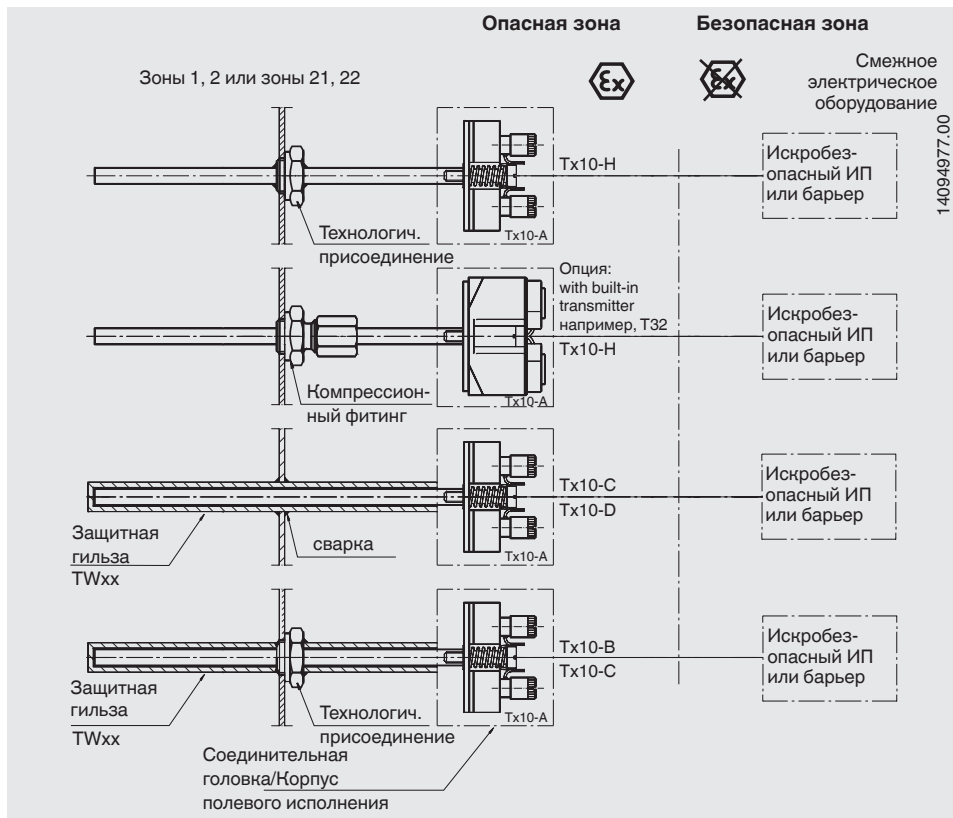 Опасная зона
Безопасная зона
Зоны 1, 2 или зоны 21, 22
Ex
Ex
Смежное
электрическое
оборудование
14094977.00
Tx10-H
Искробез-
опасный ИП
или барьер
Tx10-A
Технологич.
присоединение
Опция:
with built-in
transmitter
например, T32
Tx10-H
Искробез-
опасный ИП
или барьер
Tx10-A
Компрессион-
ный фитинг
Tx10-C
Tx10-D
Искробез-
опасный ИП
или барьер
Tx10-A
Защитная
гильза
TWxx
сварка
Tx10-B
Tx10-C
Искробез-
опасный ИП
или барьер
Tx10-A
Защитная
гильза
TWxx
Технологич.
присоединение
Соединительная
головка/Корпус
полевого исполнения